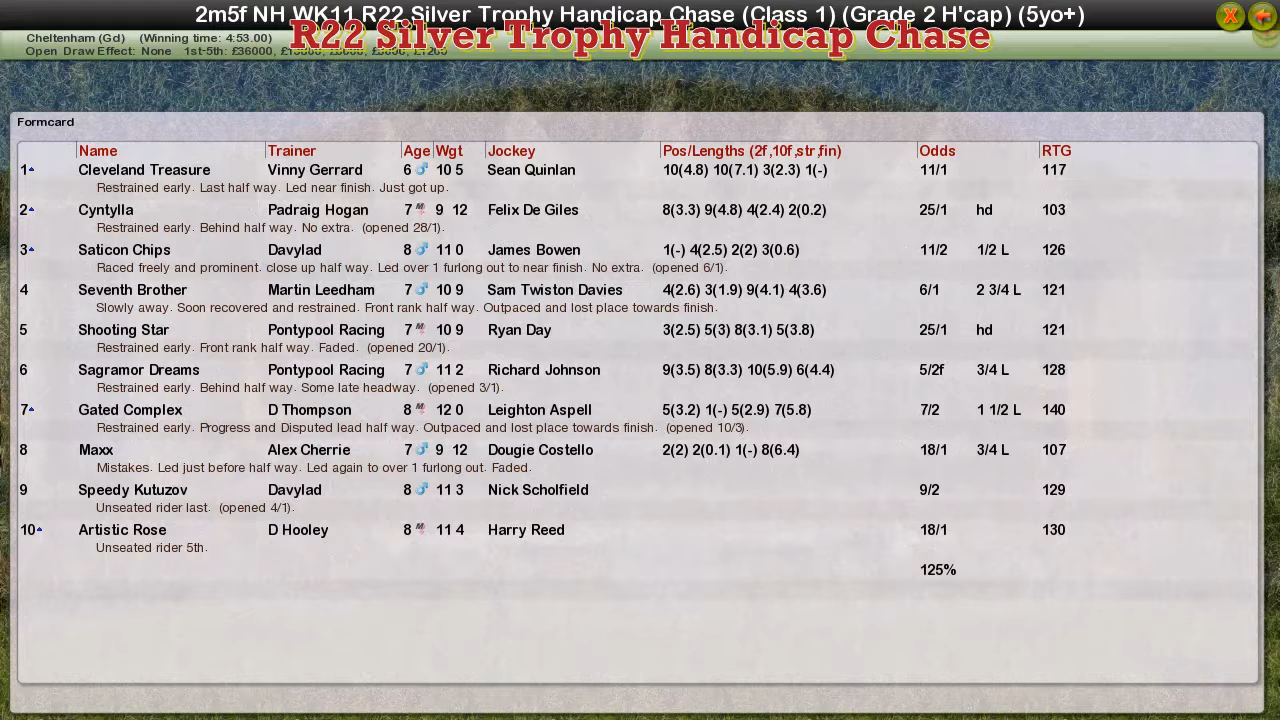 2m5f NH WK11 R22 Silver Trophy Handicap Chase (Class 1) (Grade 2 H'cap) (5yo+)
R22 Silver Trophy Handicap Chase
Cheltenham (Gd) (Winning time: 4:53.00)
Open Draw Effect: None 1st-5th: £36000,
Formcard
Name Trainer Age Wgt Jockey Pos/Lengths (2f,10f,str,fin) Odds RTG
1 Cleveland Treasure Vinny Gerrard 6 10 5 Sean Quinlan 10(4.8) 10(7.1) 3(2.3) 1(-) 11/1 117
Restrained early. Last half way. Led near finish. Just got up.
2 Cyntylla Padraig Hogan 7 9 12 Felix De Giles 8(3.3) 9(4.8) 4(2.4) 2(0.2) 25/1 hd 103
Restrained early. Behind half way. No extra. (opened 28/1).
3 Saticon Chips Davylad 8 11 0 James Bowen 1(-) 4(2.5) 2(2) 3(0.6) 11/2 1/2 L 126
Raced freely and prominent. close up half way. Led over 1 furlong out to near finish. No extra. (opened 6/1).
4 Seventh Brother Martin Leedham 7 10 9 Sam Twiston Davies 4(2.6) 3(1.9) 9(4.1) 4(3.6) 6/1 2 3/4 L 121
Slowly away. Soon recovered and restrained. Front rank half way. Outpaced and lost place towards finish.
5 Shooting Star Pontypool Racing 7 10 9 Ryan Day 3(2.5) 5(3) 8(3.1) 5(3.8) 25/1 hd 121
Restrained early. Front rank half way. Faded. (opened 20/1).
6 Sagramor Dreams Pontypool Racing 7 11 2 Richard Johnson 9(3.5) 8(3.3) 10(5.9) 6(4.4) 5/2f 3/4 L 128
Restrained early. Behind half way. Some late headway. (opened 3/1).
7 Gated Complex D Thompson 8 12 0 Leighton Aspell 5(3.2) 1(-) 5(2.9) 7(5.8) 7/2 1 1/2 L 140
Restrained early. Progress and Disputed lead half way. Outpaced and lost place towards finish. (opened 10/3).
8 Maxx Alex Cherrie 7 9 12 Dougie Costello 2(2) 2(0.1) 1(-) 8(6.4) 18/1 3/4 L 107
Mistakes. Led just before half way. Led again to over 1 furlong out. Faded.
9 Speedy Kutuzov Davylad 8 11 3 Nick Scholfield 9/2 129
Unseated rider last. (opened 4/1).
10 Artistic Rose D Hooley 8 11 4 Harry Reed 18/1 130
Unseated rider 5th.
125%